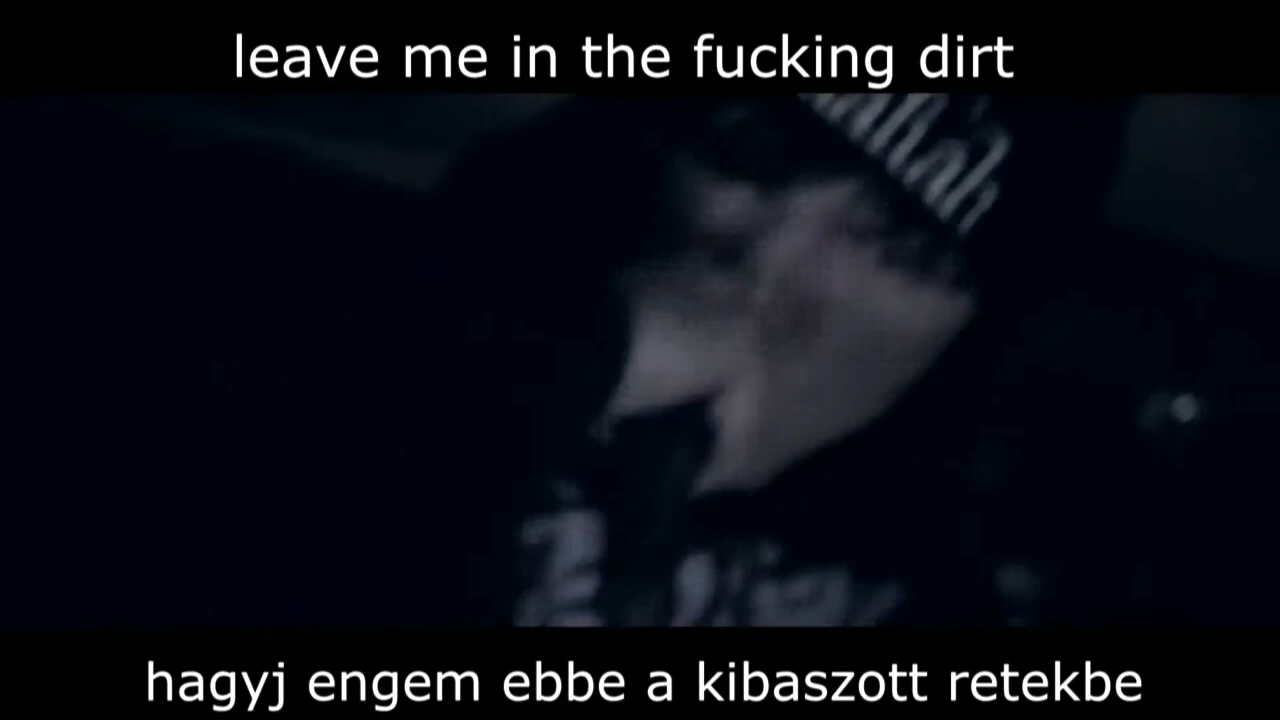 leave me in the fucking dirt
hagyj engem ebbe a kibaszott retekbe